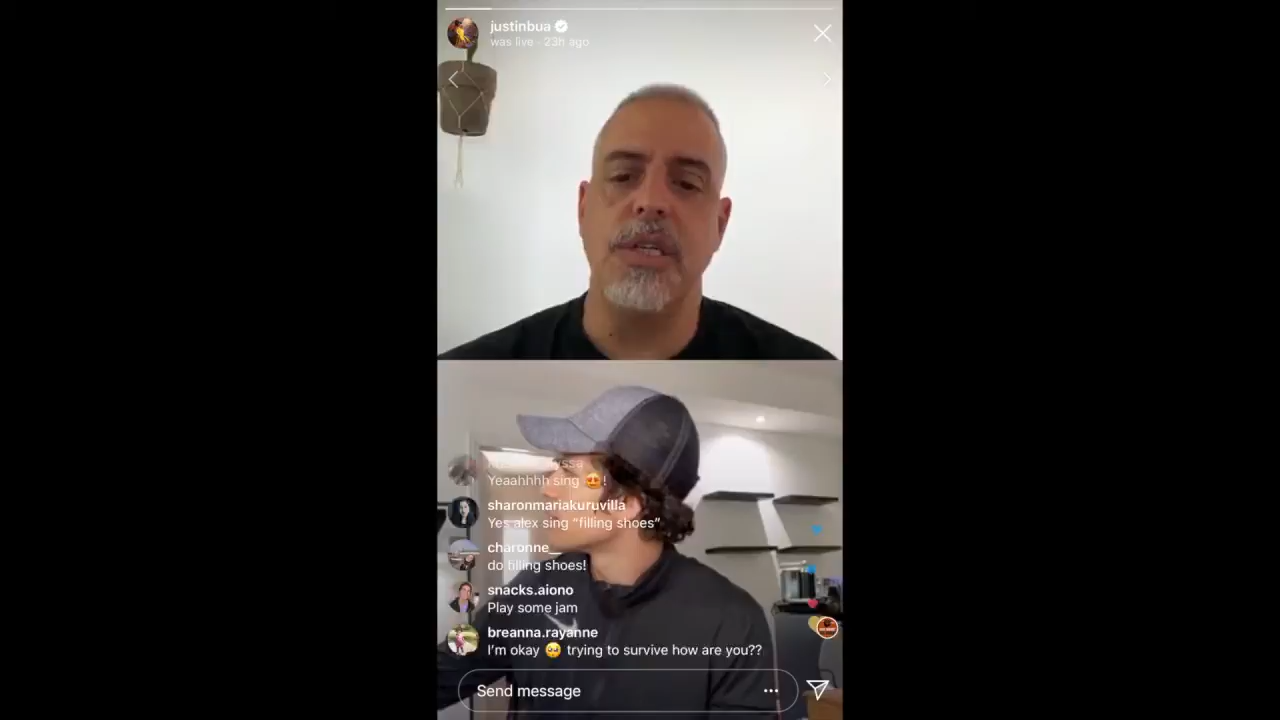 justinbua
was live · 23h ago
Yeaahhhh sing 🤩!
sharonmariakuruvilla
Yes alex sing “filling shoes”
charonne__
do filling shoes!
snacks.aiono
Play some jam
breanna.rayanne
I’m okay 🥺 trying to survive how are you??
Send message